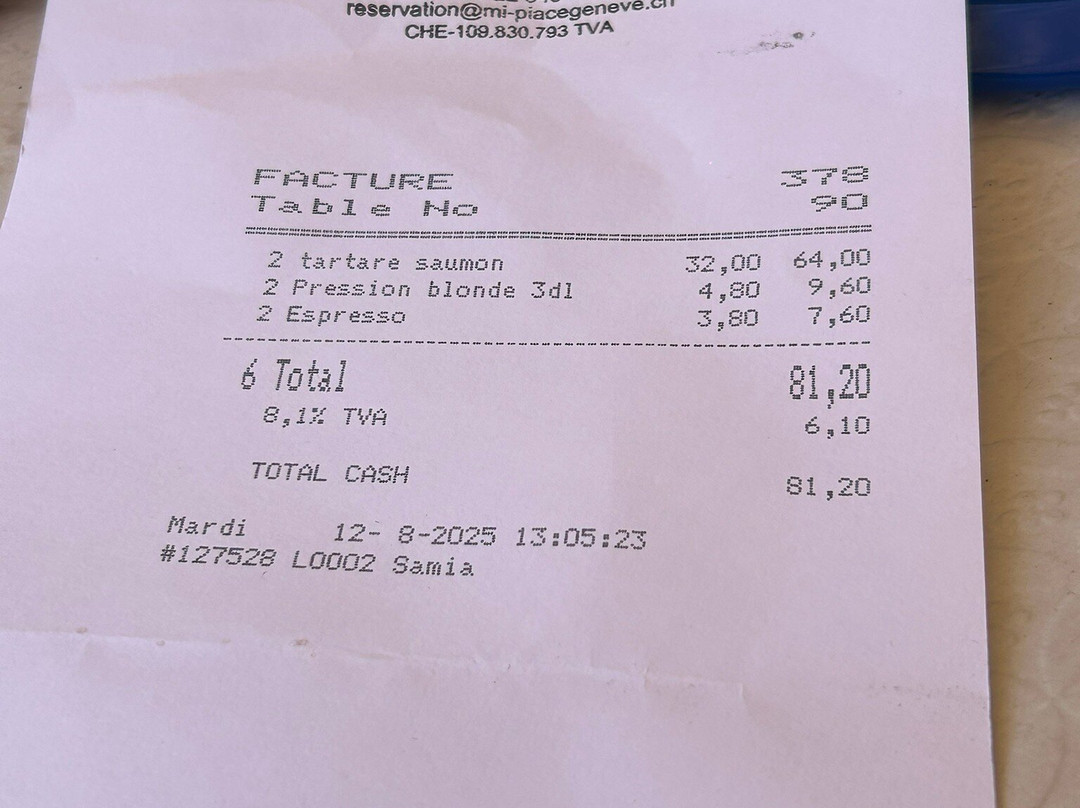 reservation@mi-piacegeneve.ch
CHE-109.830.793 TVA
FACTURE 378
Table No 90
2 tartare saumon 32,00 64,00
2 Pression blonde 3dl 4,80 9,60
2 Espresso 3,80 7,60
6 Total 81,20
8,1% TVA 6,10
TOTAL CASH 81,20
Mardi 12- 8-2025 13:05:23
#127528 L0002 Samia